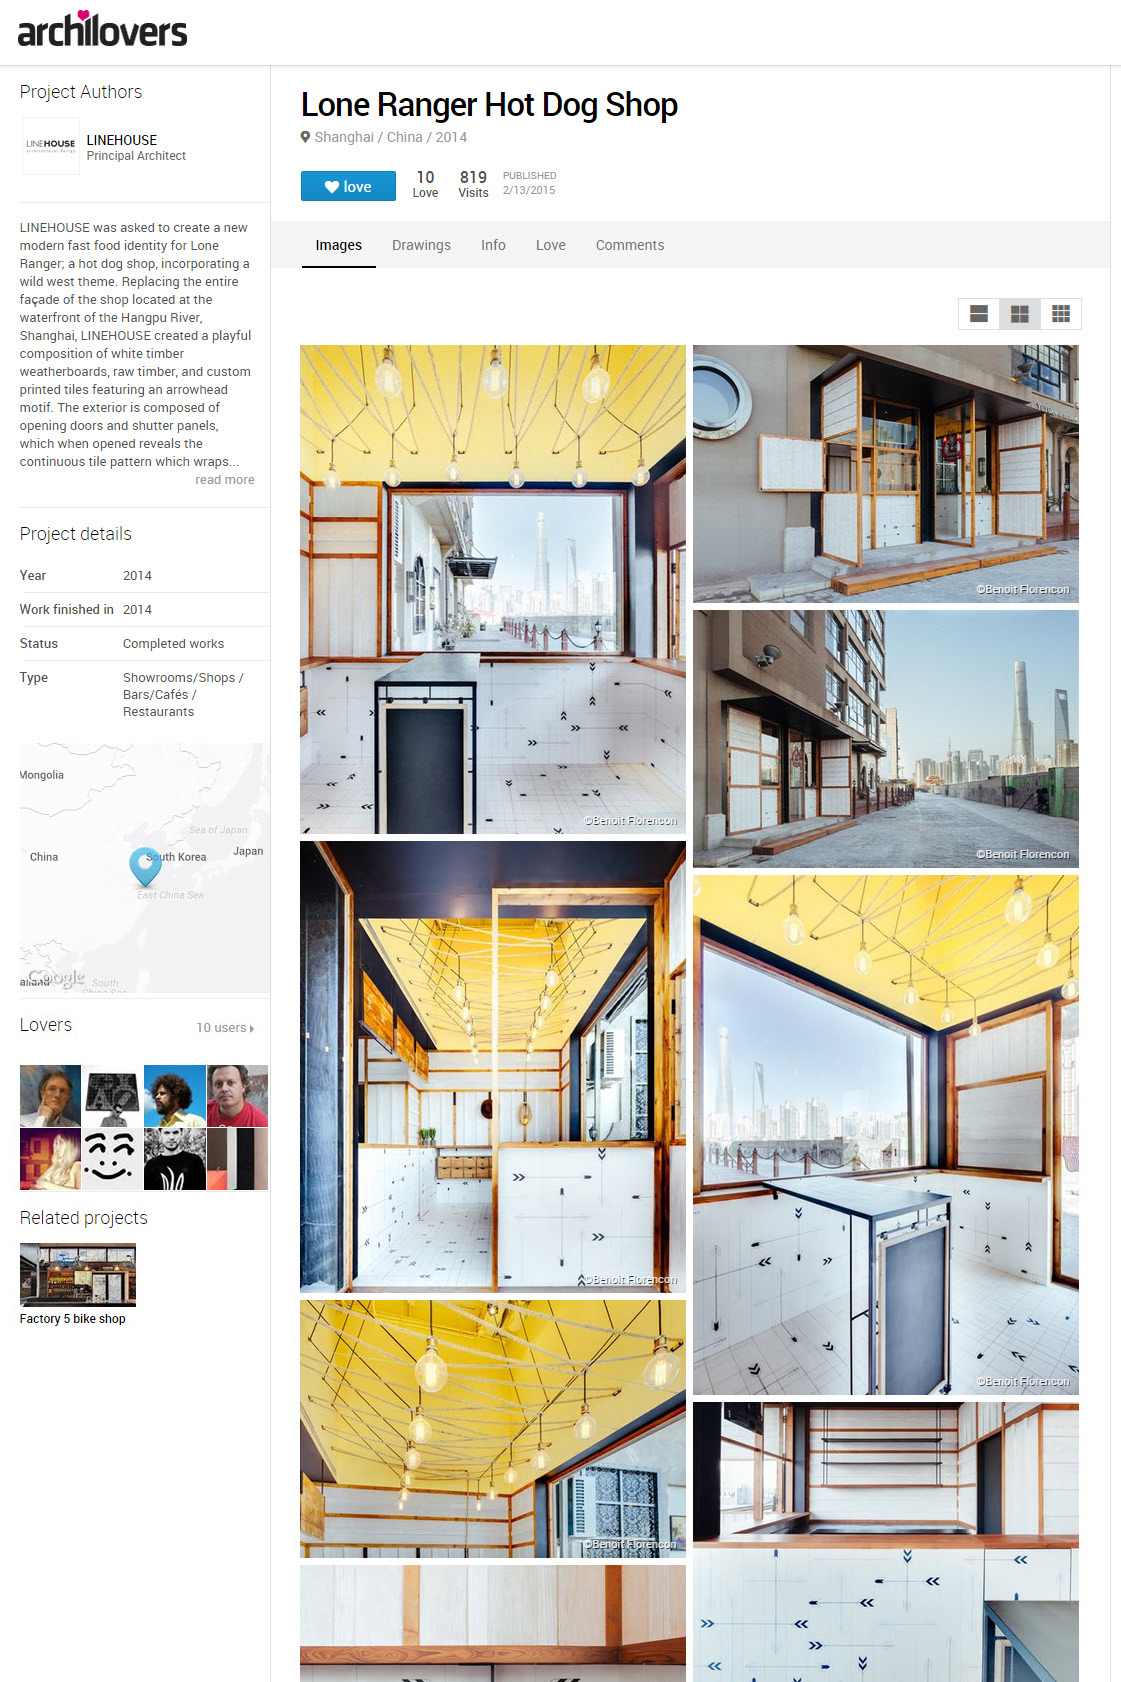 archilovers
Project Authors
LINEHOUSE
architectural design
LINEHOUSE
Principal Architect
LINEHOUSE was asked to create a new
modern fast food identity for Lone
Ranger; a hot dog shop, incorporating a
wild west theme. Replacing the entire
façade of the shop located at the
waterfront of the Hangpu River,
Shanghai, LINEHOUSE created a playful
composition of white timber
weatherboards, raw timber, and custom
printed tiles featuring an arrowhead
motif. The exterior is composed of
opening doors and shutter panels,
which when opened reveals the
continuous tile pattern which wraps...
read more
Project details
Year 2014
Work finished in 2014
Status Completed works
Type Showrooms/Shops /
Bars/Cafés /
Restaurants
Mongolia
Sea of Japan
China
South Korea
Japan
East China Sea
Google
ailand
South
China Sea
Lovers
10 users
Related projects
Factory 5 bike shop
Lone Ranger Hot Dog Shop
Shanghai / China / 2014
love
10
Love
819
Visits
PUBLISHED
2/13/2015
Images Drawings Info Love Comments
©Benoit Florencon
©Benoit Florencon
©Benoit Florencon
©Benoit Florencon
©Benoit Florencon
©Benoit Florencon